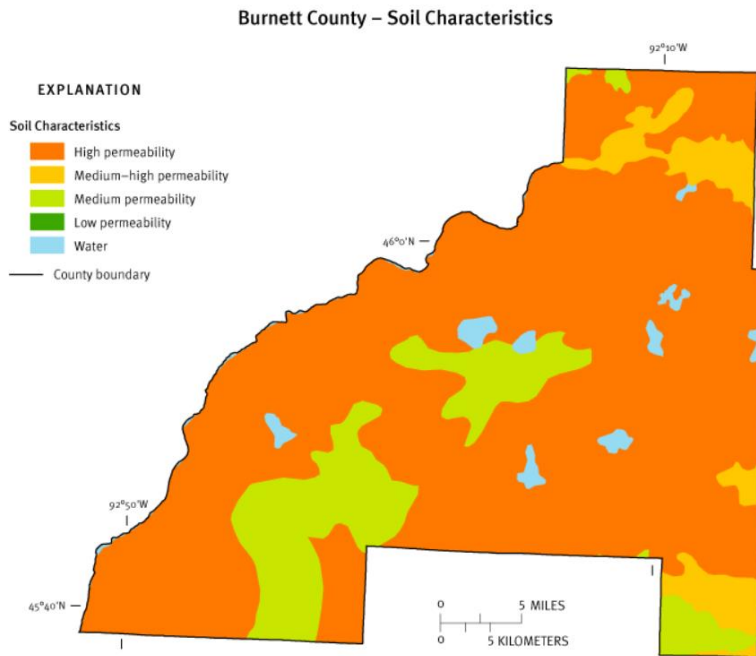 Burnett County – Soil Characteristics
92°10'W
EXPLANATION
Soil Characteristics
High permeability
Medium–high permeability
Medium permeability
Low permeability
Water
County boundary
46°0'N
92°50'W
45°40'N
0 5 MILES
0 5 KILOMETERS